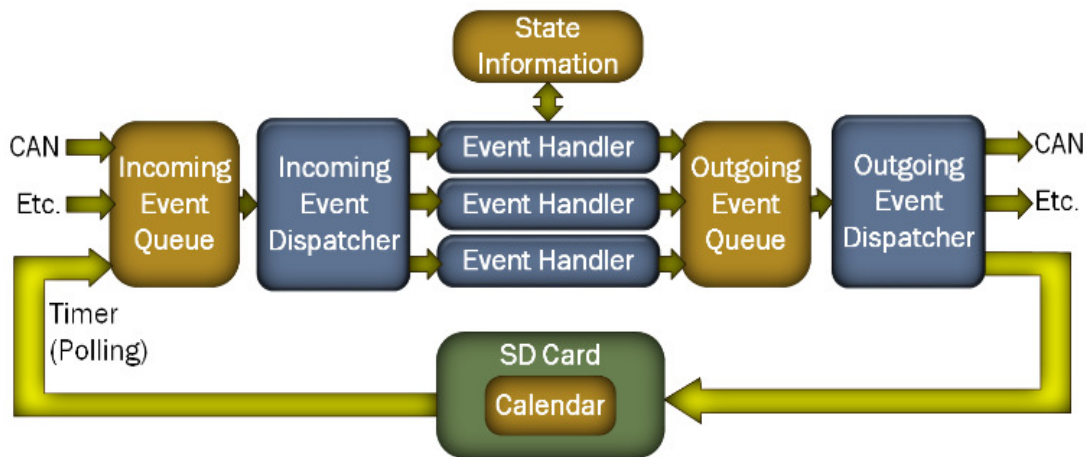 State
Information
CAN
Etc.
Incoming
Event
Queue
Incoming
Event
Dispatcher
Event Handler
Event Handler
Event Handler
Outgoing
Event
Queue
Outgoing
Event
Dispatcher
CAN
Etc.
Timer
(Polling)
SD Card
Calendar